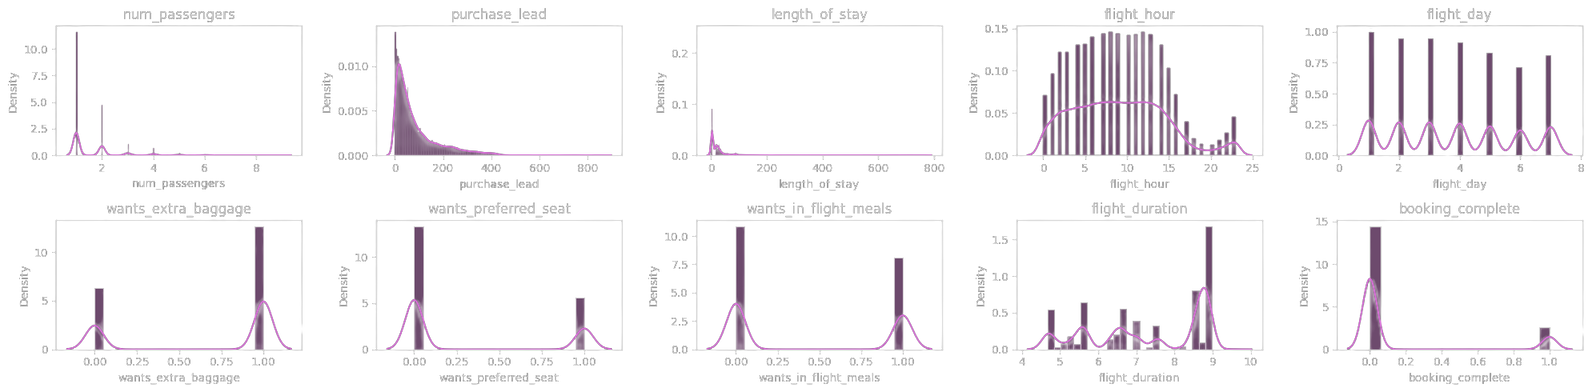 num_passengers
Density
10.0
7.5
5.0
2.5
0.0
2 4 6 8
num_passengers
purchase_lead
Density
0.010
0.005
0.000
0 200 400 600 800
purchase_lead
length_of_stay
Density
0.2
0.1
0.0
0 200 400 600 800
length_of_stay
flight_hour
Density
0.15
0.10
0.05
0.00
0 5 10 15 20 25
flight_hour
flight_day
Density
1.00
0.75
0.50
0.25
0.00
0 2 4 6 8
flight_day
wants_extra_baggage
Density
10
5
0
0.00 0.25 0.50 0.75 1.00
wants_extra_baggage
wants_preferred_seat
Density
10
5
0
0.00 0.25 0.50 0.75 1.00
wants_preferred_seat
wants_in_flight_meals
Density
10.0
7.5
5.0
2.5
0.0
0.00 0.25 0.50 0.75 1.00
wants_in_flight_meals
flight_duration
Density
1.5
1.0
0.5
0.0
4 5 6 7 8 9 10
flight_duration
booking_complete
Density
15
10
5
0
0.0 0.2 0.4 0.6 0.8 1.0
booking_complete